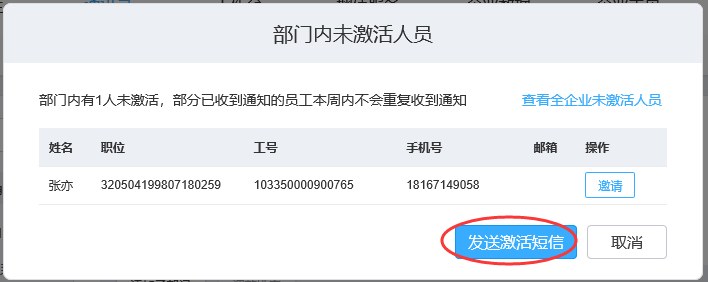 部门内未激活人员
部门内有1人未激活，部分已收到通知的员工本周内不会重复收到通知 查看全企业未激活人员
姓名 职位 工号 手机号 邮箱 操作
张亦 320504199807180259 103350000900765 18167149058 邀请
发送激活短信 取消